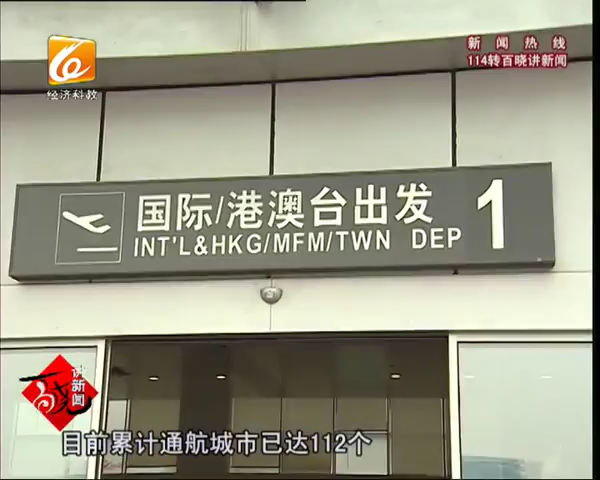 新闻热线
114转百晓讲新闻
经济科教
国际/港澳台出发 1
INT'L&HKG/MFM/TWN DEP
百晓
讲新闻
目前累计通航城市已达112个